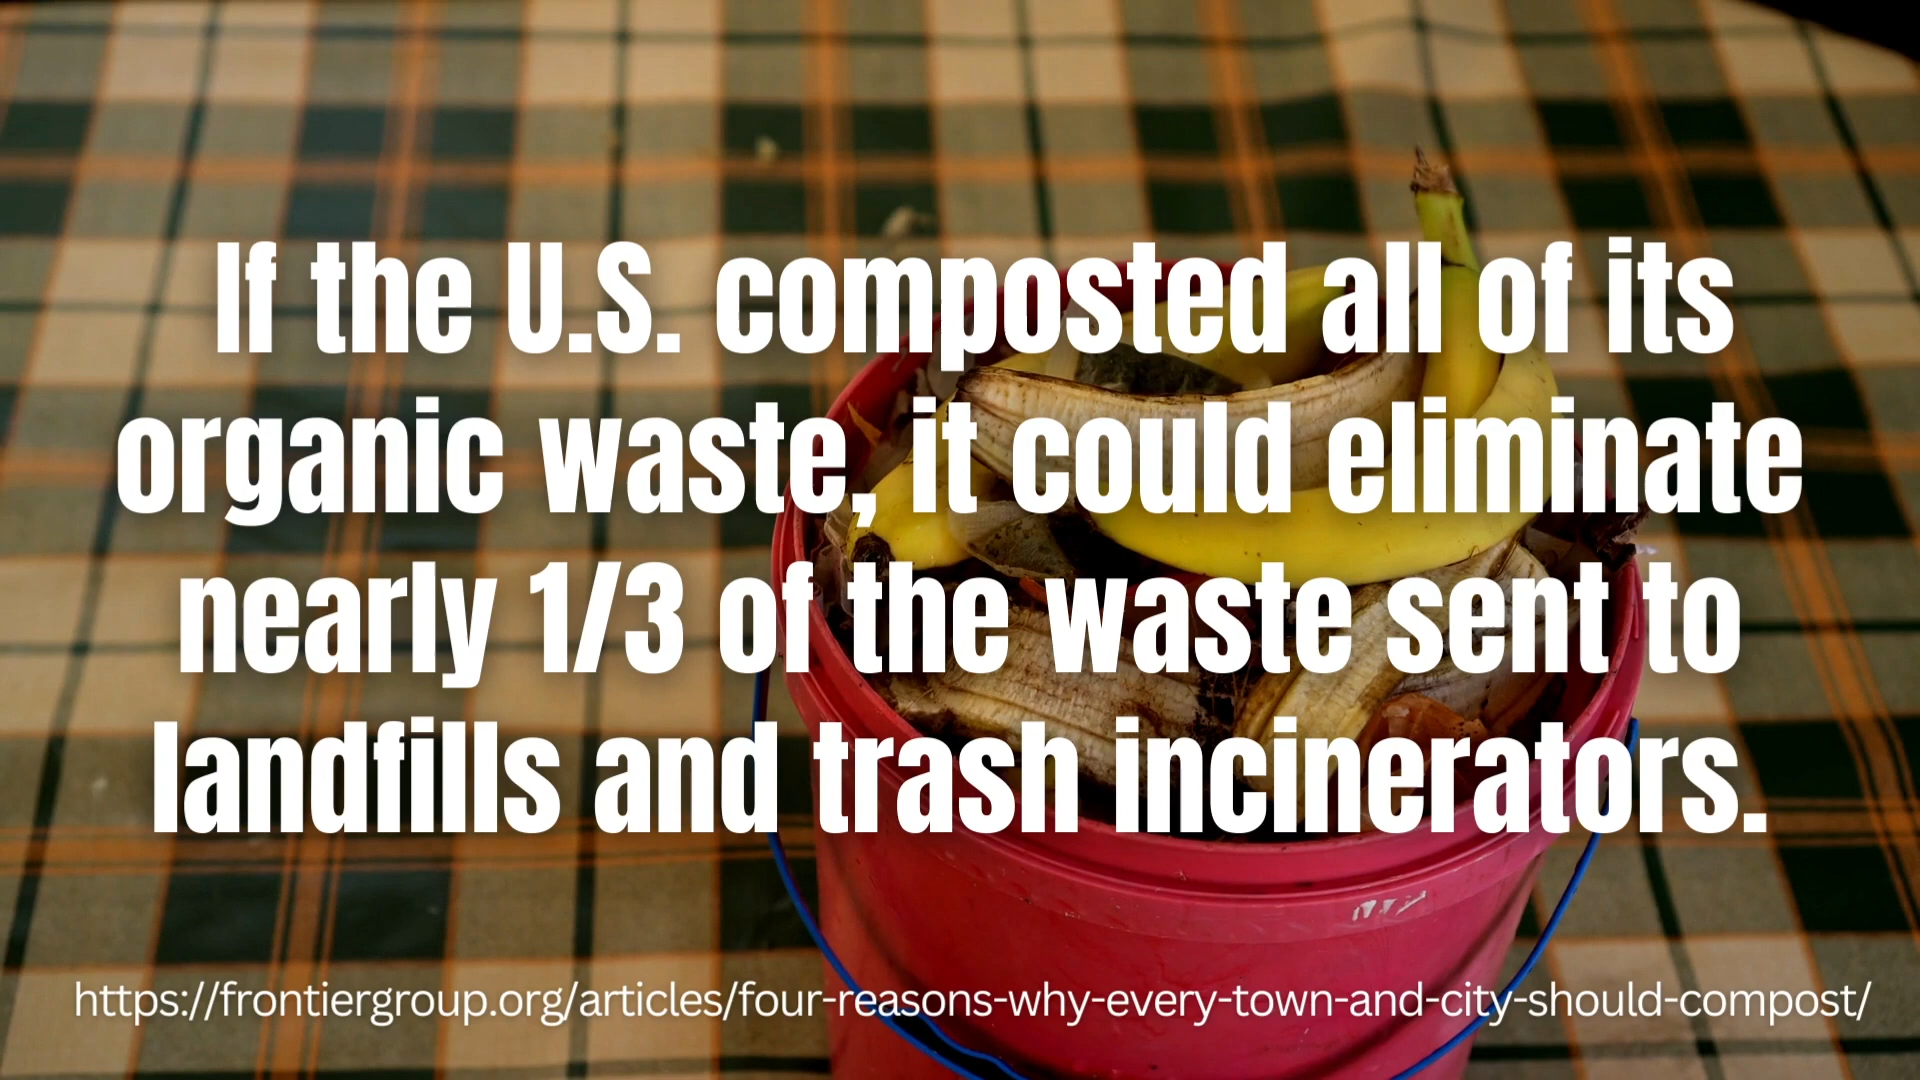 If the U.S. composted all of its
organic waste, it could eliminate
nearly 1/3 of the waste sent to
landfills and trash incinerators.
https://frontiergroup.org/articles/four-reasons-why-every-town-and-city-should-compost/